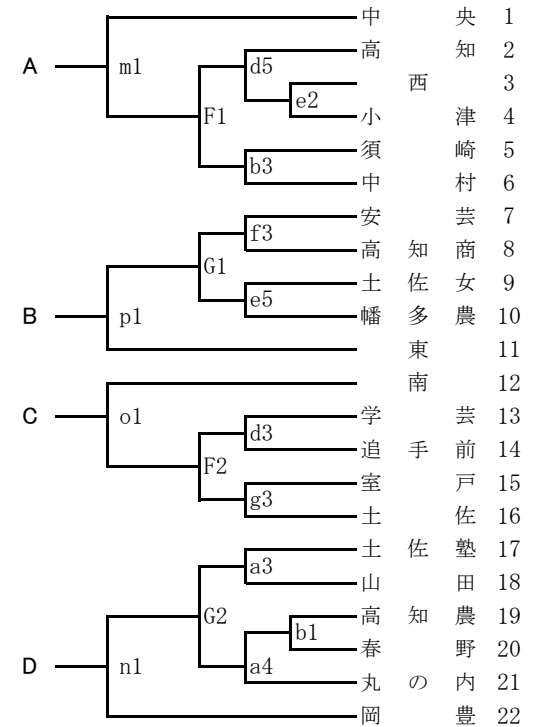 中央 1
高知 2
A m1 d5
西 3
e2
小津 4
F1
須崎 5
b3
中村 6
安芸 7
f3
高知商 8
G1
土佐女 9
e5
B p1 幡多農 10
東 11
南 12
C o1 学芸 13
d3
追手前 14
F2
室戸 15
g3
土佐 16
土佐塾 17
a3
山田 18
G2 高知農 19
b1
春野 20
D n1 a4
丸の内 21
岡豊 22